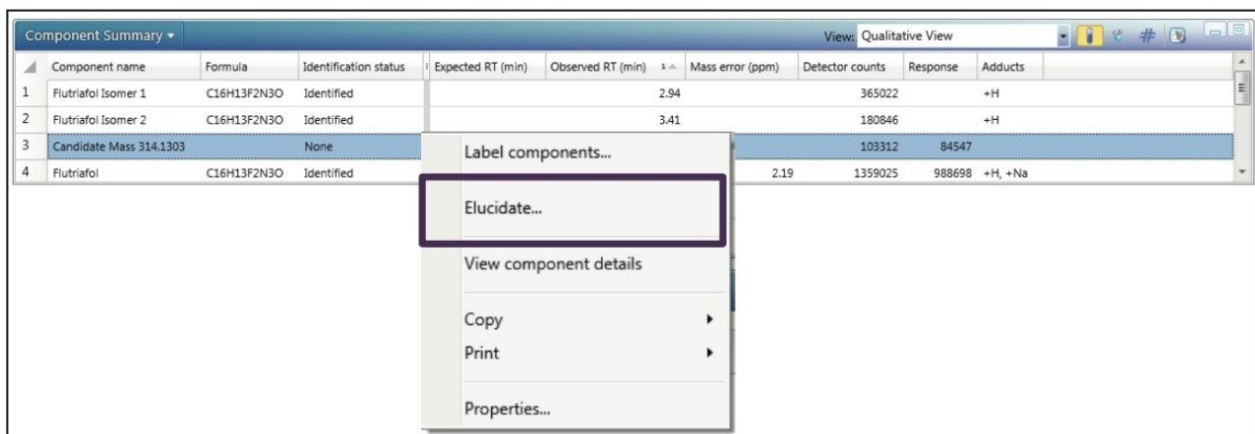 Component Summary View: Qualitative View #
Component name Formula Identification status Expected RT (min) Observed RT (min) 1 Mass error (ppm) Detector counts Response Adducts
1 Flutriafol Isomer 1 C16H13F2N3O Identified 2.94 365022 +H
2 Flutriafol Isomer 2 C16H13F2N3O Identified 3.41 180846 +H
3 Candidate Mass 314.1303 None 103312 84547
4 Flutriafol C16H13F2N3O Identified 2.19 1359025 988698 +H, +Na
Label components...
Elucidate...
View component details
Copy
Print
Properties...